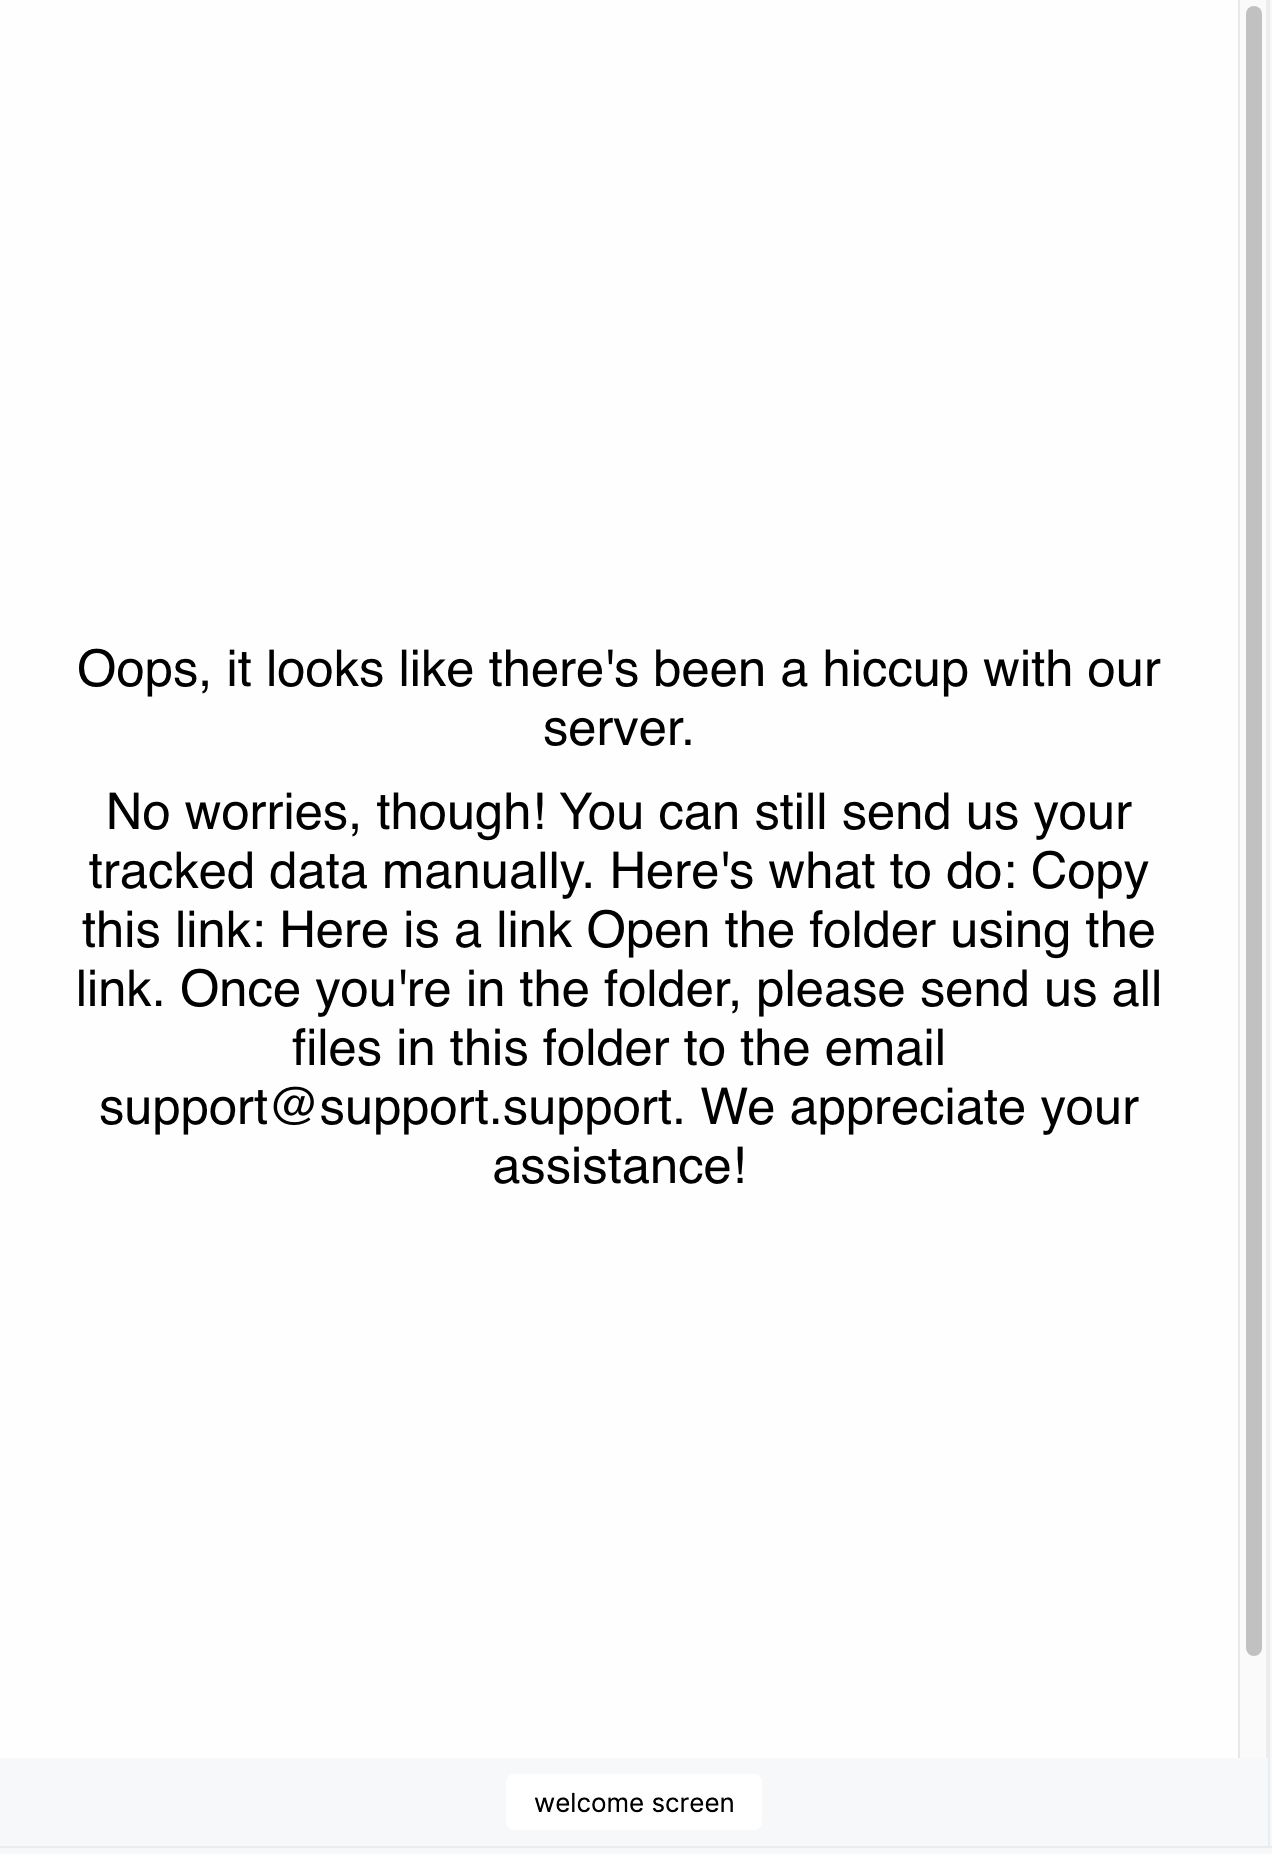 Oops, it looks like there's been a hiccup with our
server.
No worries, though! You can still send us your
tracked data manually. Here's what to do: Copy
this link: Here is a link Open the folder using the
link. Once you're in the folder, please send us all
files in this folder to the email
support@support.support. We appreciate your
assistance!
welcome screen